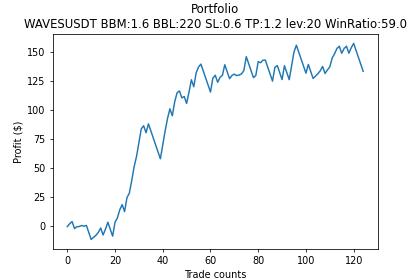 Portfolio
WAVESUSDT BBM:1.6 BBL:220 SL:0.6 TP:1.2 lev:20 WinRatio:59.0
150
125
100
75
50
25
0
Profit ($)
0 20 40 60 80 100 120
Trade counts